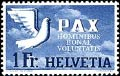 PAX
HOMINIBUS
BONAE
VOLUNTATIS
1 Fr. HELVETIA